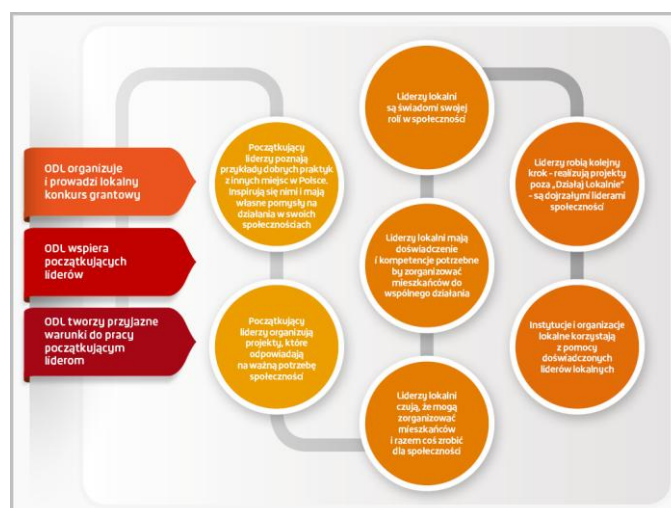 ODL organizuje
i prowadzi lokalny
konkurs grantowy
ODL wspiera
początkujących
liderów
ODL tworzy przyjazne
warunki do pracy
początkującym
liderom
Początkujący
liderzy poznają
przykłady dobrych praktyk
z innych miejsc w Polsce.
Inspirują się nimi i mają
własne pomysły na
działania w swoich
społecznościach
Początkujący
liderzy organizują
projekty, które
odpowiadają
na ważną potrzebę
społeczności
Liderzy lokalni
czują, że mogą
zorganizować
mieszkańców
i razem coś zrobić
dla społeczności
Liderzy lokalni mają
doświadczenie
i kompetencje potrzebne
by zorganizować
mieszkańców do
wspólnego działania
Liderzy lokalni
są świadomi swojej
roli w społeczności
Liderzy robią kolejny
krok - realizują projekty
poza „Działaj Lokalnie”
- są dojrzałymi liderami
społeczności
Instytucje i organizacje
lokalne korzystają
z pomocy
doświadczonych
liderów lokalnych